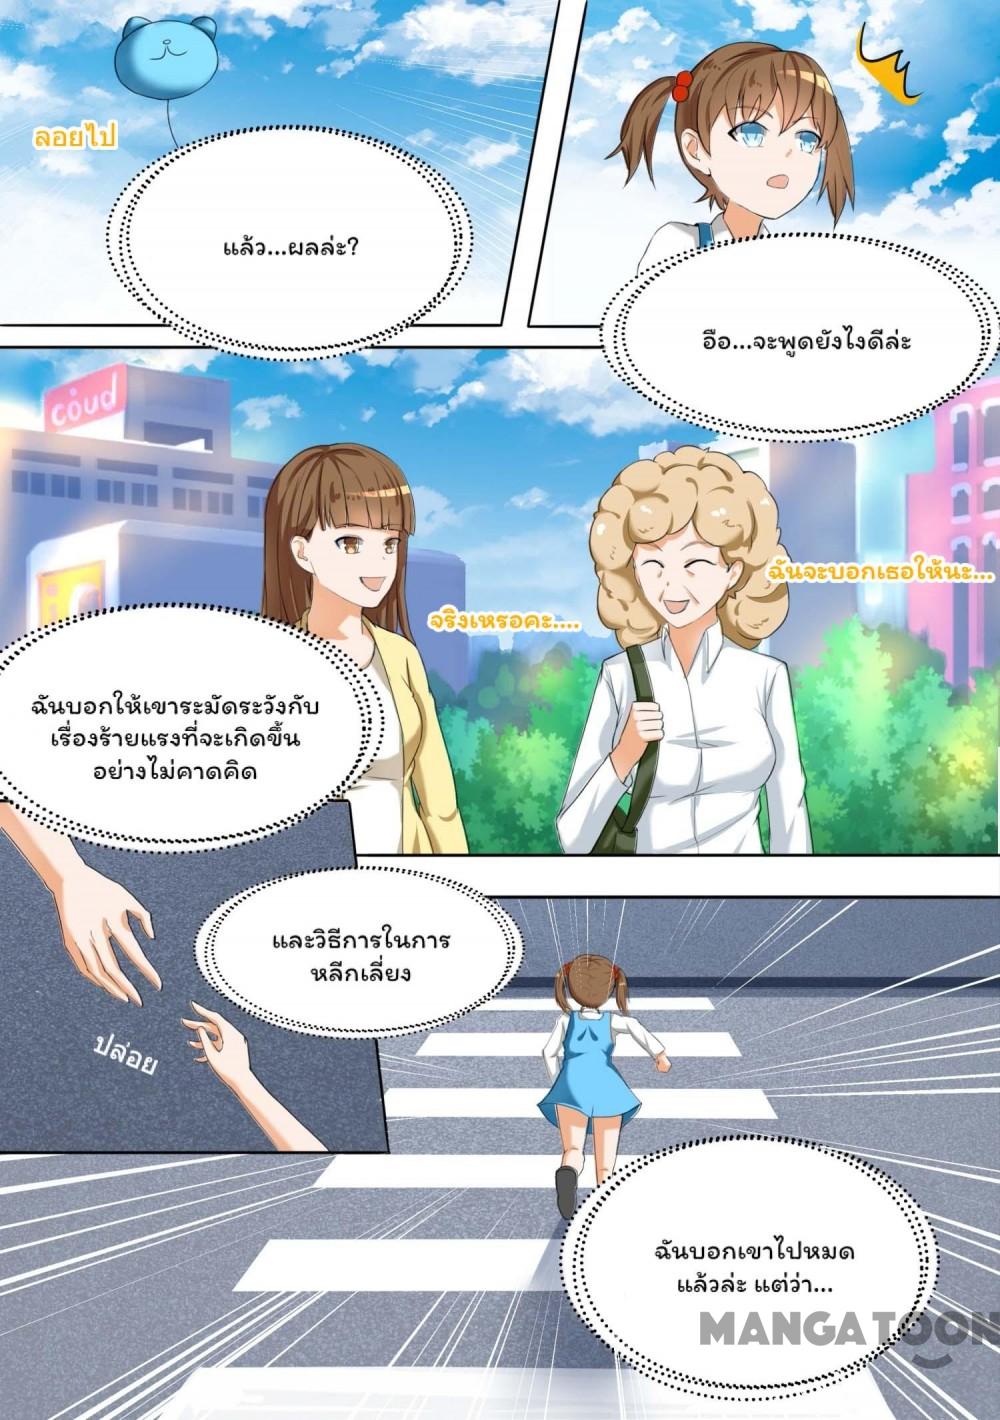 ลอยไป
แล้ว...ผลล่ะ?
อือ...จะพูดยังไงดีล่ะ
cóud
จริงเหรอคะ....
ฉันจะบอกเธอให้นะ...
ฉันบอกให้เขาระมัดระวังกับ
เรื่องร้ายแรงที่จะเกิดขึ้น
อย่างไม่คาดคิด
และวิธีการในการ
หลีกเลี่ยง
ปล่อย
ฉันบอกเขาไปหมด
แล้วล่ะ แต่ว่า...
MANGATOON